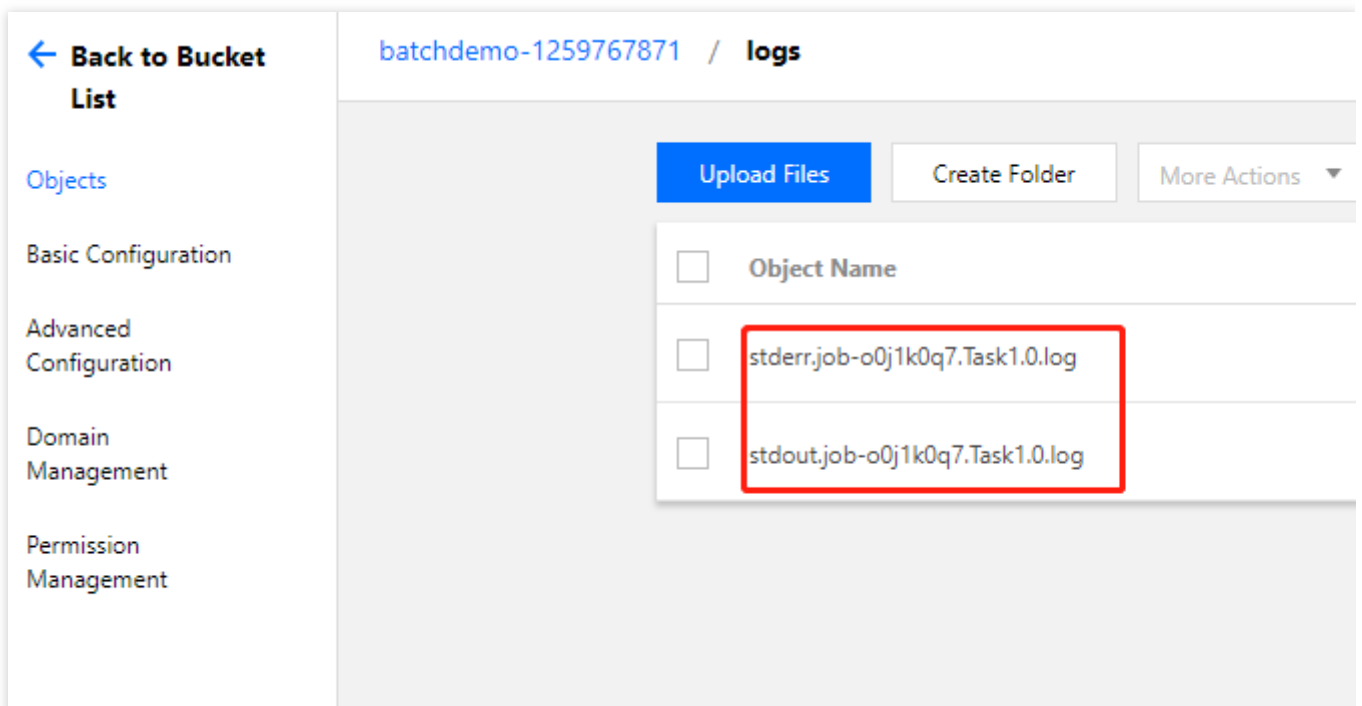 Back to Bucket
List
Objects
Basic Configuration
Advanced
Configuration
Domain
Management
Permission
Management
batchdemo-1259767871 / logs
Upload Files Create Folder More Actions
Object Name
stderr.job-o0j1k0q7.Task1.0.log
stdout.job-o0j1k0q7.Task1.0.log